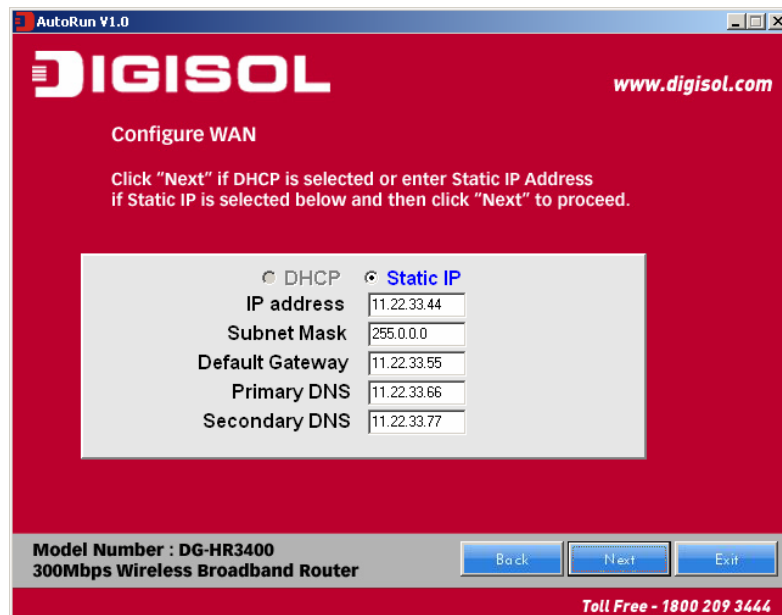 AutoRun V1.0
DIGISOL
www.digisol.com
Configure WAN
Click "Next" if DHCP is selected or enter Static IP Address
if Static IP is selected below and then click "Next" to proceed.
DHCP Static IP
IP address 11.22.33.44
Subnet Mask 255.0.0.0
Default Gateway 11.22.33.55
Primary DNS 11.22.33.66
Secondary DNS 11.22.33.77
Model Number : DG-HR3400
300Mbps Wireless Broadband Router
Back Next Exit
Toll Free - 1800 209 3444